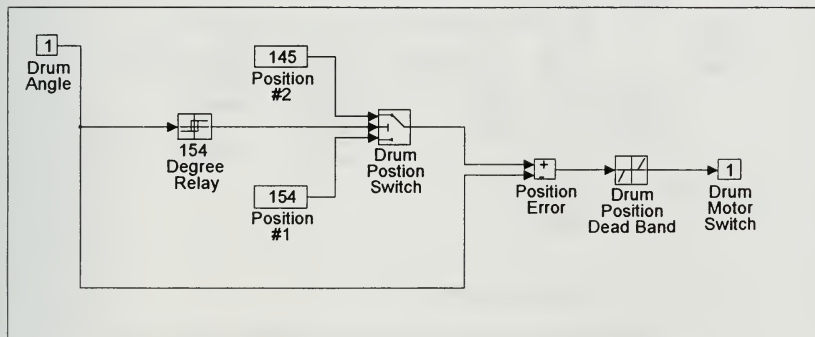 1
Drum
Angle
145
Position
#2
154
Degree
Relay
154
Position
#1
Drum
Postion
Switch
+
-
Position
Error
Drum
Position
Dead Band
1
Drum
Motor
Switch